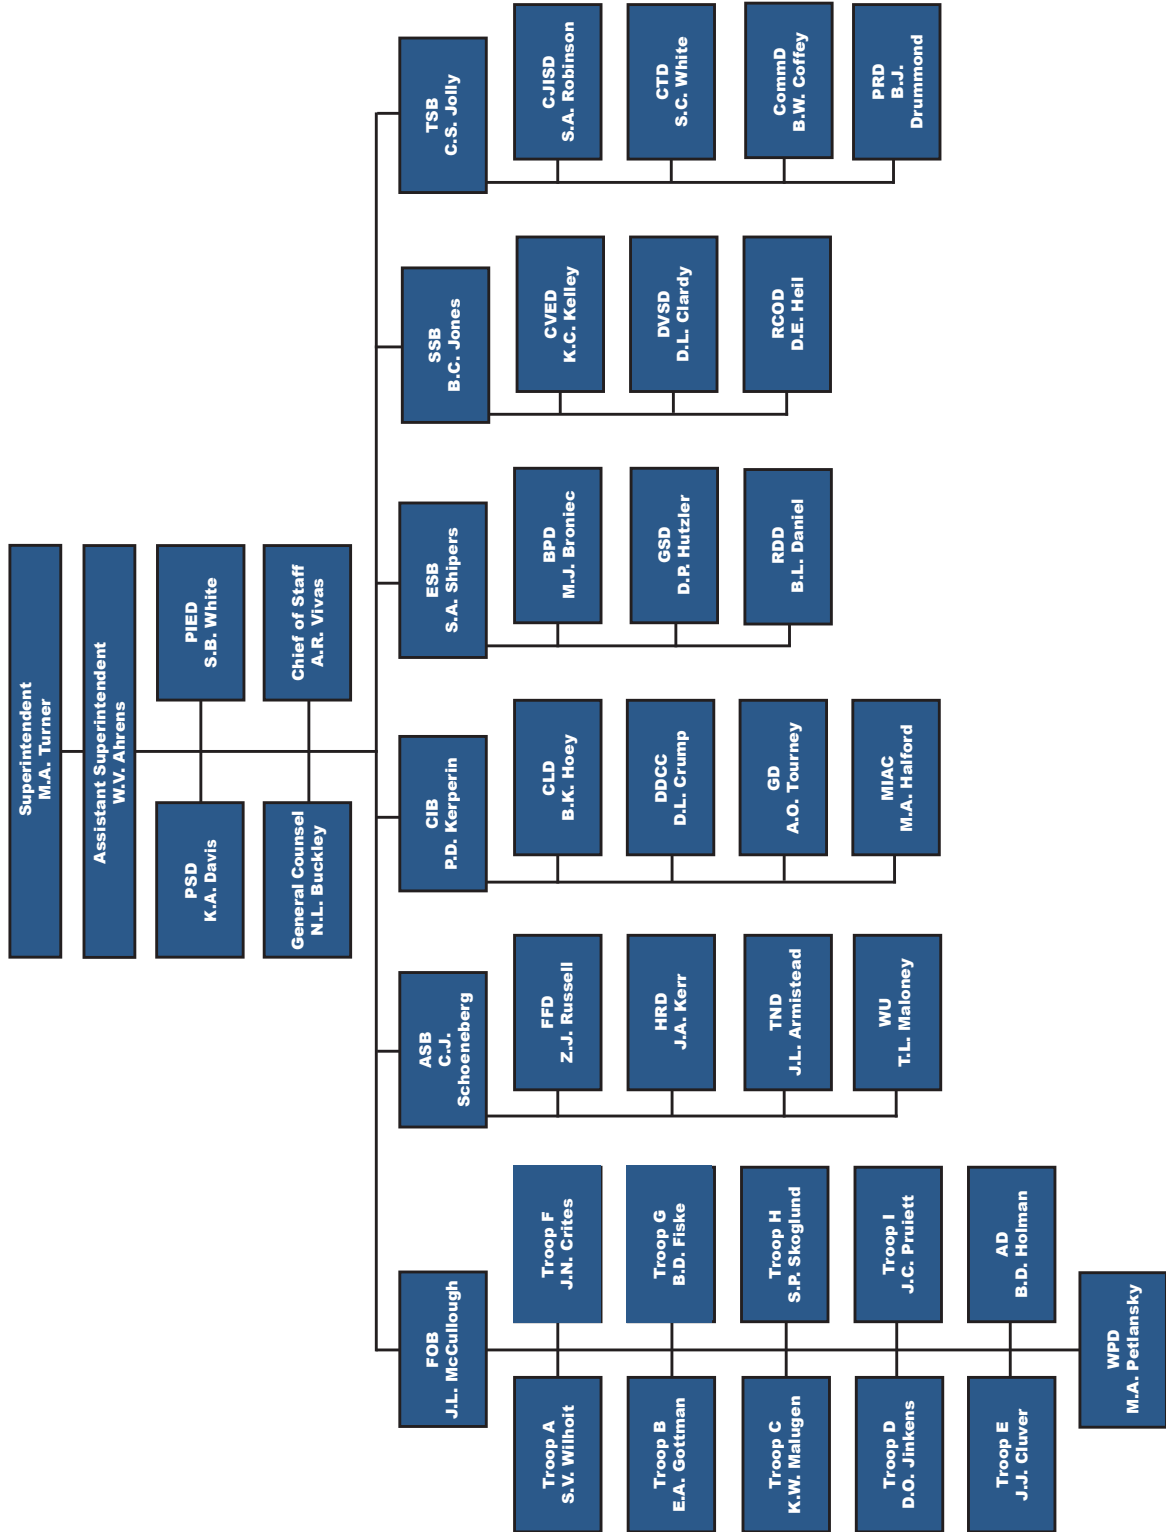 Superintendent
M.A. Turner
Assistant Superintendent
W.V. Ahrens
PSD
K.A. Davis
PIED
S.B. White
General Counsel
N.L. Buckley
Chief of Staff
A.R. Vivas
FOB
J.L. McCullough
Troop A
S.V. Wilhoit
Troop F
J.N. Crites
Troop B
E.A. Gottman
Troop G
B.D. Fiske
Troop C
K.W. Malugen
Troop H
S.P. Skoglund
Troop D
D.O. Jinkens
Troop I
J.C. Pruiett
Troop E
J.J. Cluver
AD
B.D. Holman
WPD
M.A. Petlansky
ASB
C.J.
Schoeneberg
FFD
Z.J. Russell
HRD
J.A. Kerr
TND
J.L. Armistead
WU
T.L. Maloney
CIB
P.D. Kerperin
CLD
B.K. Hoey
DDCC
D.L. Crump
GD
A.O. Tourney
MIAC
M.A. Halford
ESB
S.A. Shipers
BPD
M.J. Broniec
GSD
D.P. Hutzler
RDD
B.L. Daniel
SSB
B.C. Jones
CVED
K.C. Kelley
DVSD
D.L. Clardy
RCOD
D.E. Heil
TSB
C.S. Jolly
CJISD
S.A. Robinson
CTD
S.C. White
CommD
B.W. Coffey
PRD
B.J.
Drummond